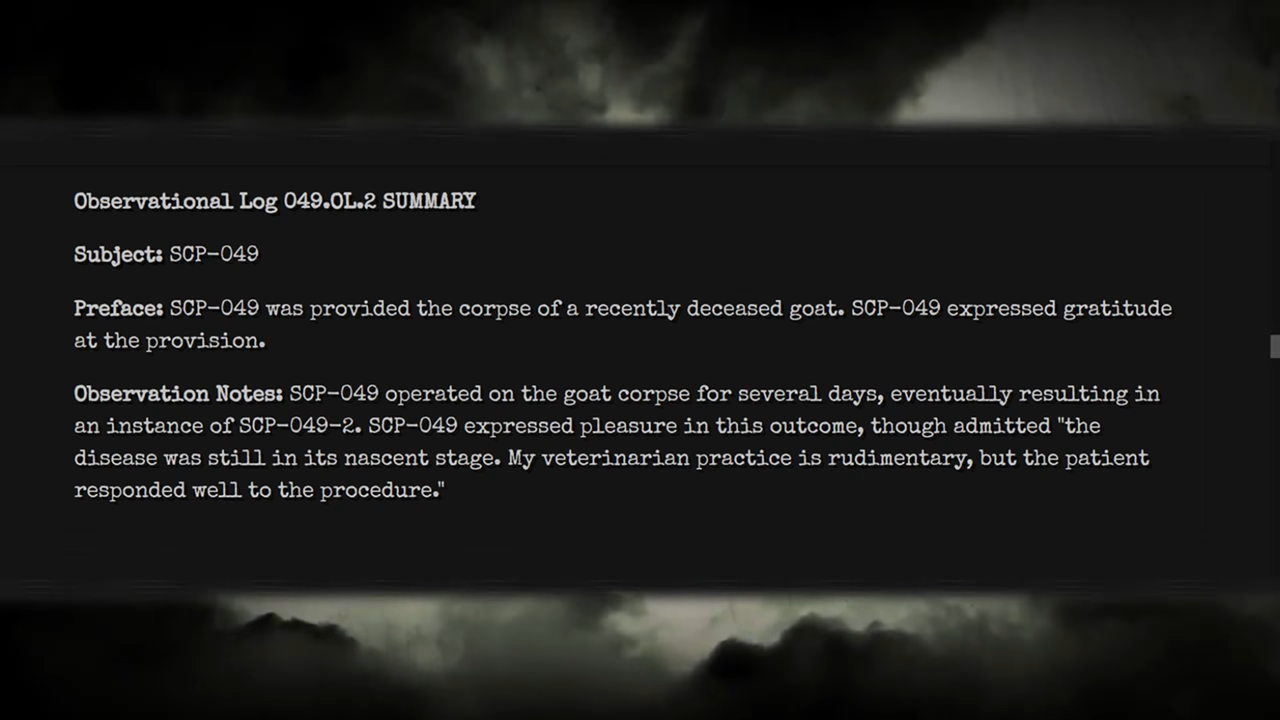 Observational Log 049.OL.2 SUMMARY
Subject: SCP-049
Preface: SCP-049 was provided the corpse of a recently deceased goat. SCP-049 expressed gratitude
at the provision.
Observation Notes: SCP-049 operated on the goat corpse for several days, eventually resulting in
an instance of SCP-049-2. SCP-049 expressed pleasure in this outcome, though admitted "the
disease was still in its nascent stage. My veterinarian practice is rudimentary, but the patient
responded well to the procedure."